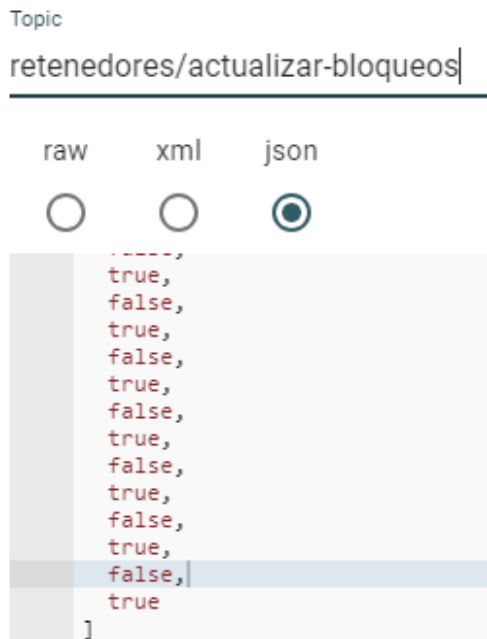 Topic
retenedores/actualizar-bloqueos
raw xml json
true,
false,
true,
false,
true,
false,
true,
false,
true,
false,
true,
false,
true
]